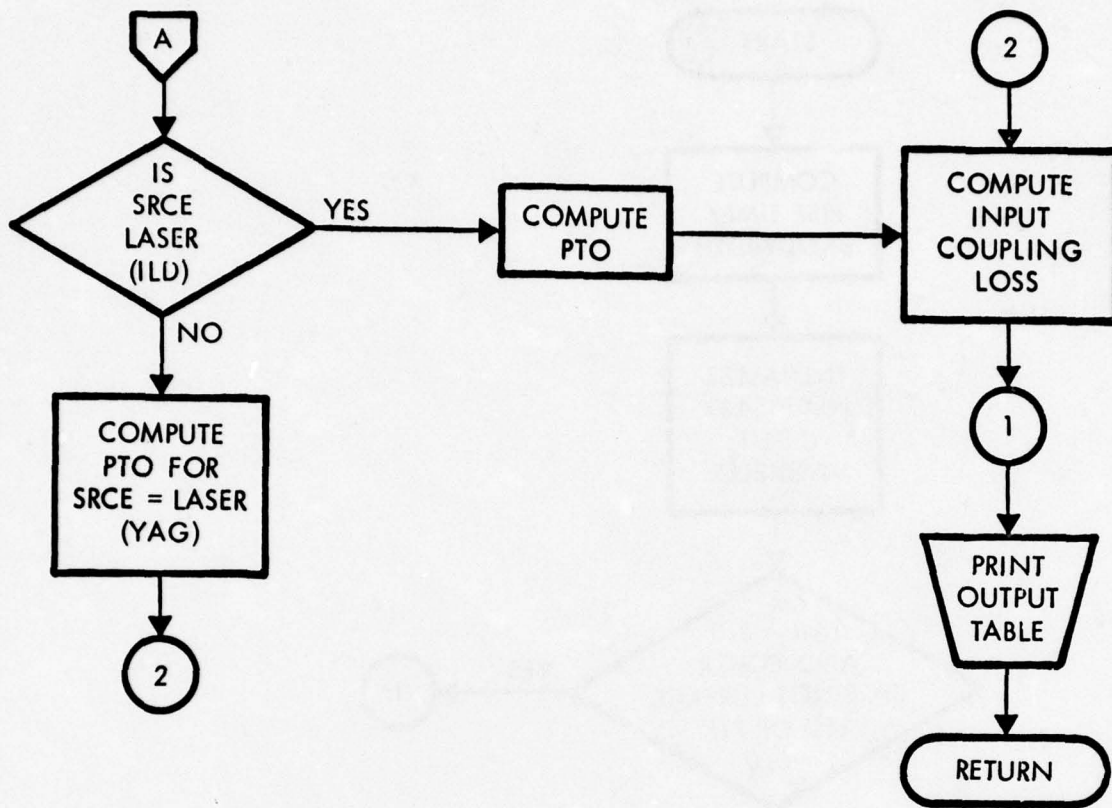 A
IS
SRCE
LASER
(ILD)
YES
NO
COMPUTE
PTO FOR
SRCE = LASER
(YAG)
2
COMPUTE
PTO
2
COMPUTE
INPUT
COUPLING
LOSS
1
PRINT
OUTPUT
TABLE
RETURN